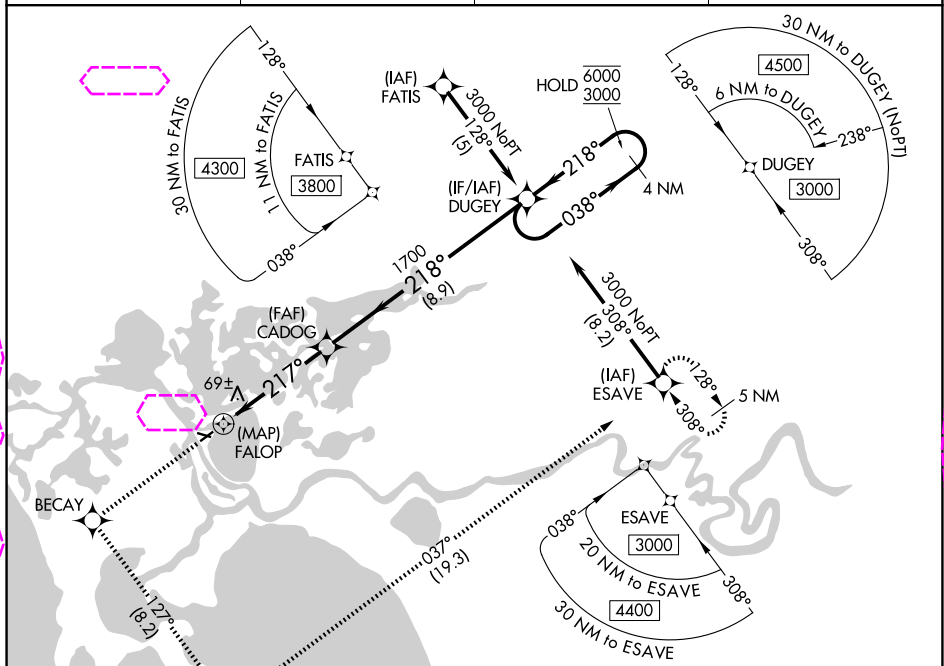 128°
30 NM to FATIS
4300
11 NM to FATIS
FATIS
3800
038°
(IAF)
FATIS
3000 NoPT
128°
(5)
HOLD
6000
3000
218°
038°
4 NM
(IF/IAF)
DUGEY
30 NM to DUGEY (NoPT)
4500
128°
6 NM to DUGEY
238°
DUGEY
3000
308°
1700
218°
(8.9)
(FAF)
CADOG
217°
69±
(MAP)
FALOP
3000 NoPT
308°
(8.2)
(IAF)
ESAVE
128°
308°
5 NM
BECAY
127°
(8.2)
037°
(19.3)
038°
ESAVE
3000
20 NM to ESAVE
308°
4400
30 NM to ESAVE